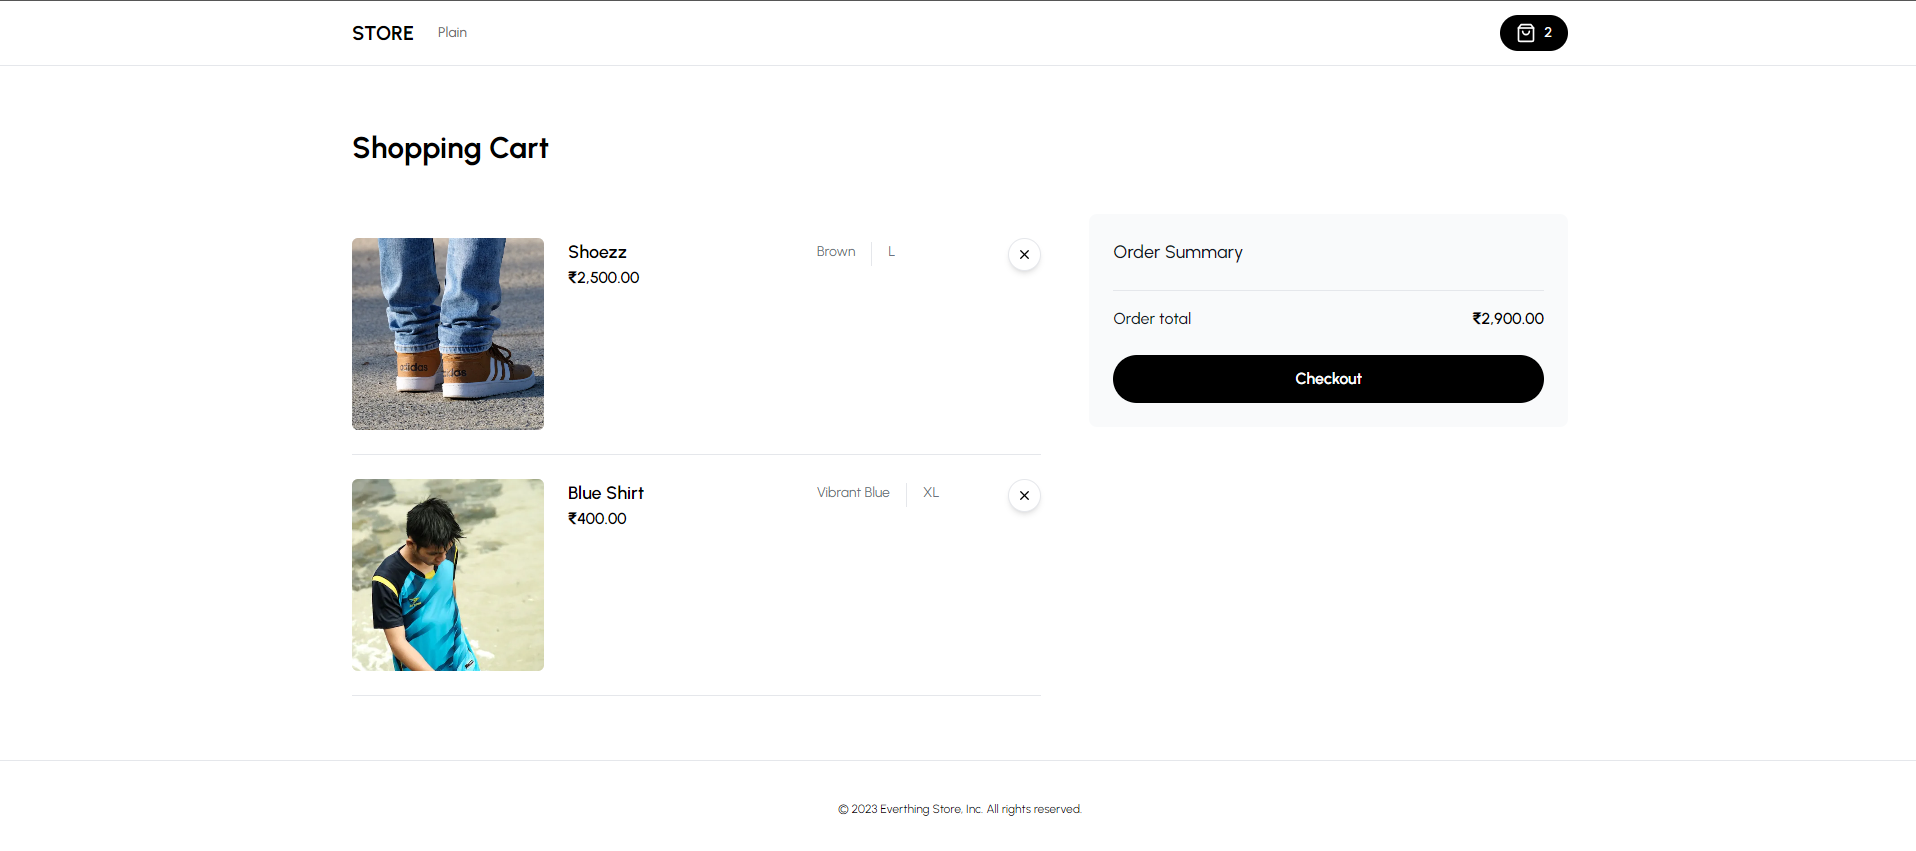 STORE Plain 2
Shopping Cart
Shoezz Brown L
₹2,500.00
adidas
Blue Shirt Vibrant Blue XL
₹400.00
Order Summary
Order total ₹2,900.00
Checkout
© 2023 Everthing Store, Inc. All rights reserved.